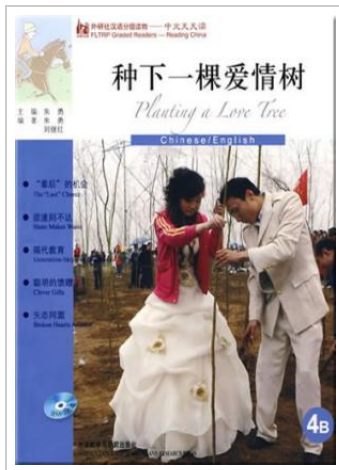 外研社汉语分级读物——中文天天读
FLTRP Graded Readers — Reading China
种下一棵爱情树
Planting a Love Tree
Chinese/English
主 编 朱 勇
编 著 朱 勇
刘继红
“最后”的机会
The "Last" Chance
欲速则不达
Haste Makes Waste
隔代教育
聪明的馈赠
Clever Gifts
失恋同盟
Broken Hearts
4B